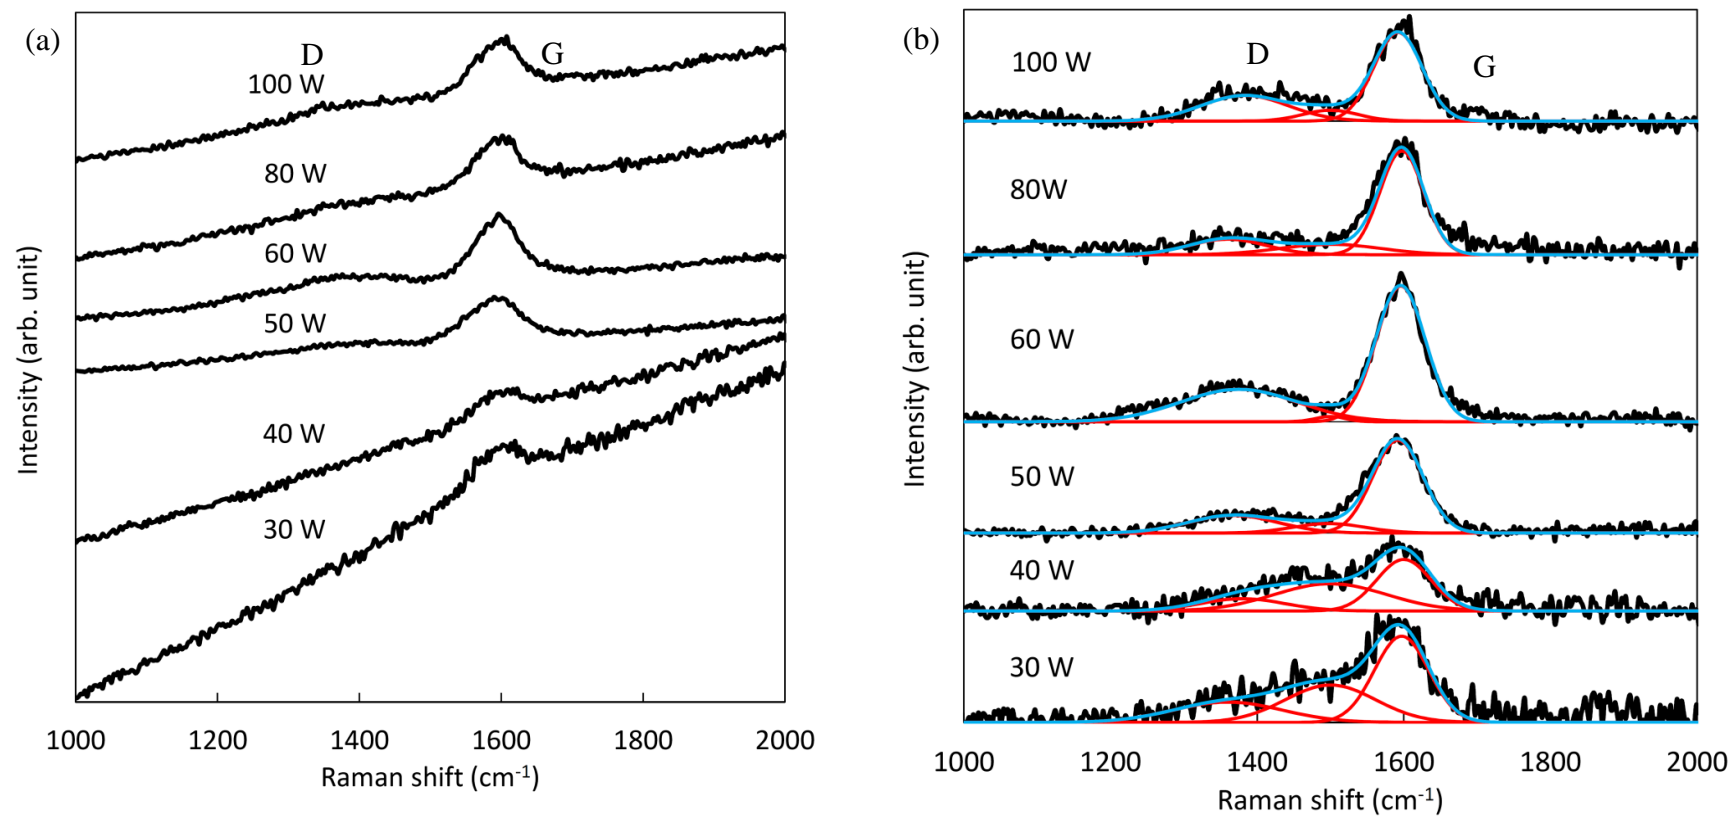 (a)
D
G
100 W
80 W
60 W
50 W
40 W
30 W
Intensity (arb. unit)
1000 1200 1400 1600 1800 2000
Raman shift (cm-1)
(b)
100 W
D
G
80W
60 W
50 W
40 W
30 W
Intensity (arb. unit)
1000 1200 1400 1600 1800 2000
Raman shift (cm-1)